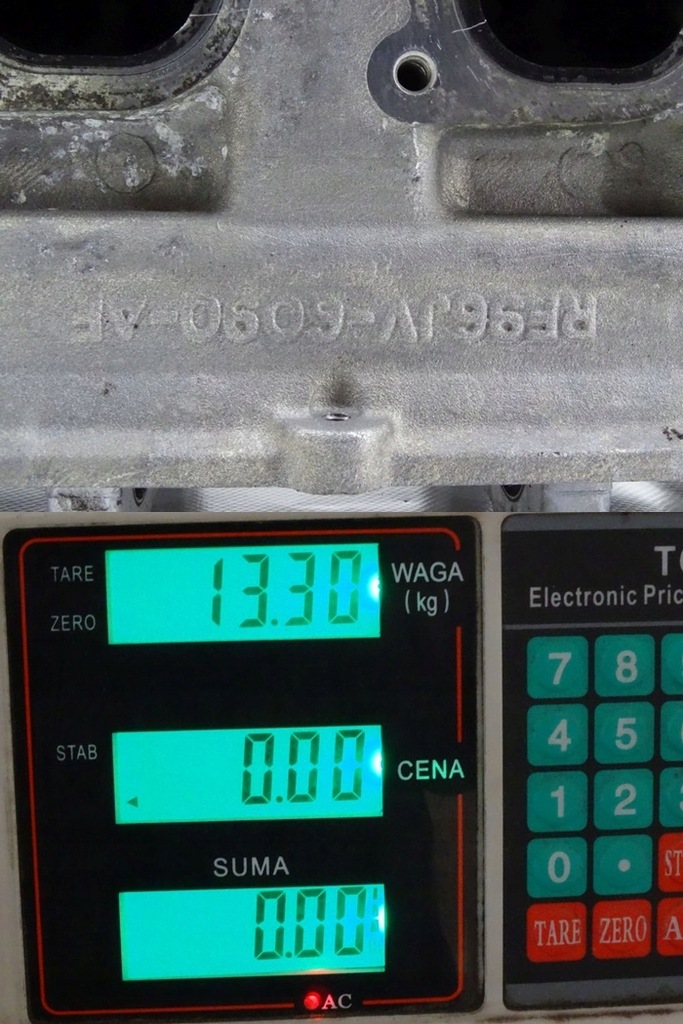 RF96JV-6090-AF
TARE
ZERO
13.30
WAGA
(kg)
STAB
0.00
CENA
SUMA
0.00
AC
Electronic
7 8
4 5
1 2
0 .
TARE ZERO